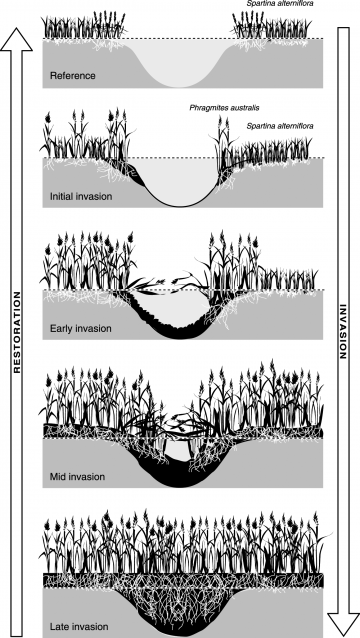 Spartina alterniflora
Reference
Phragmites australis
Spartina alterniflora
Initial invasion
Early invasion
Mid invasion
Late invasion
RESTORATION
INVASION